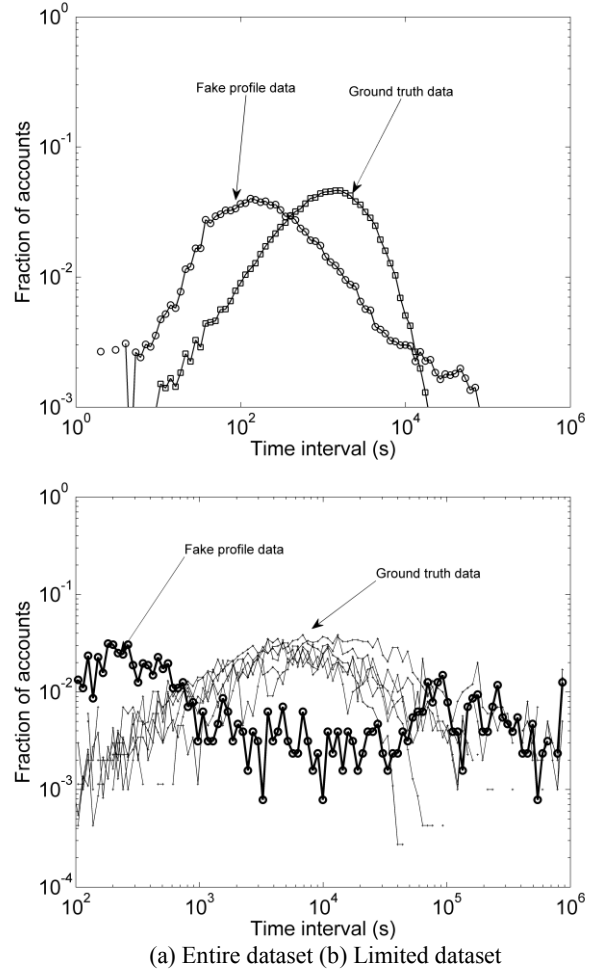 10^0
Fake profile data
Ground truth data
10^-1
Fraction of accounts
10^-2
10^-3
10^0 10^2 10^4 10^6
Time interval (s)
10^0
Fake profile data
10^-1
Ground truth data
Fraction of accounts
10^-2
10^-3
10^-4
10^2 10^3 10^4 10^5 10^6
Time interval (s)
(a) Entire dataset (b) Limited dataset